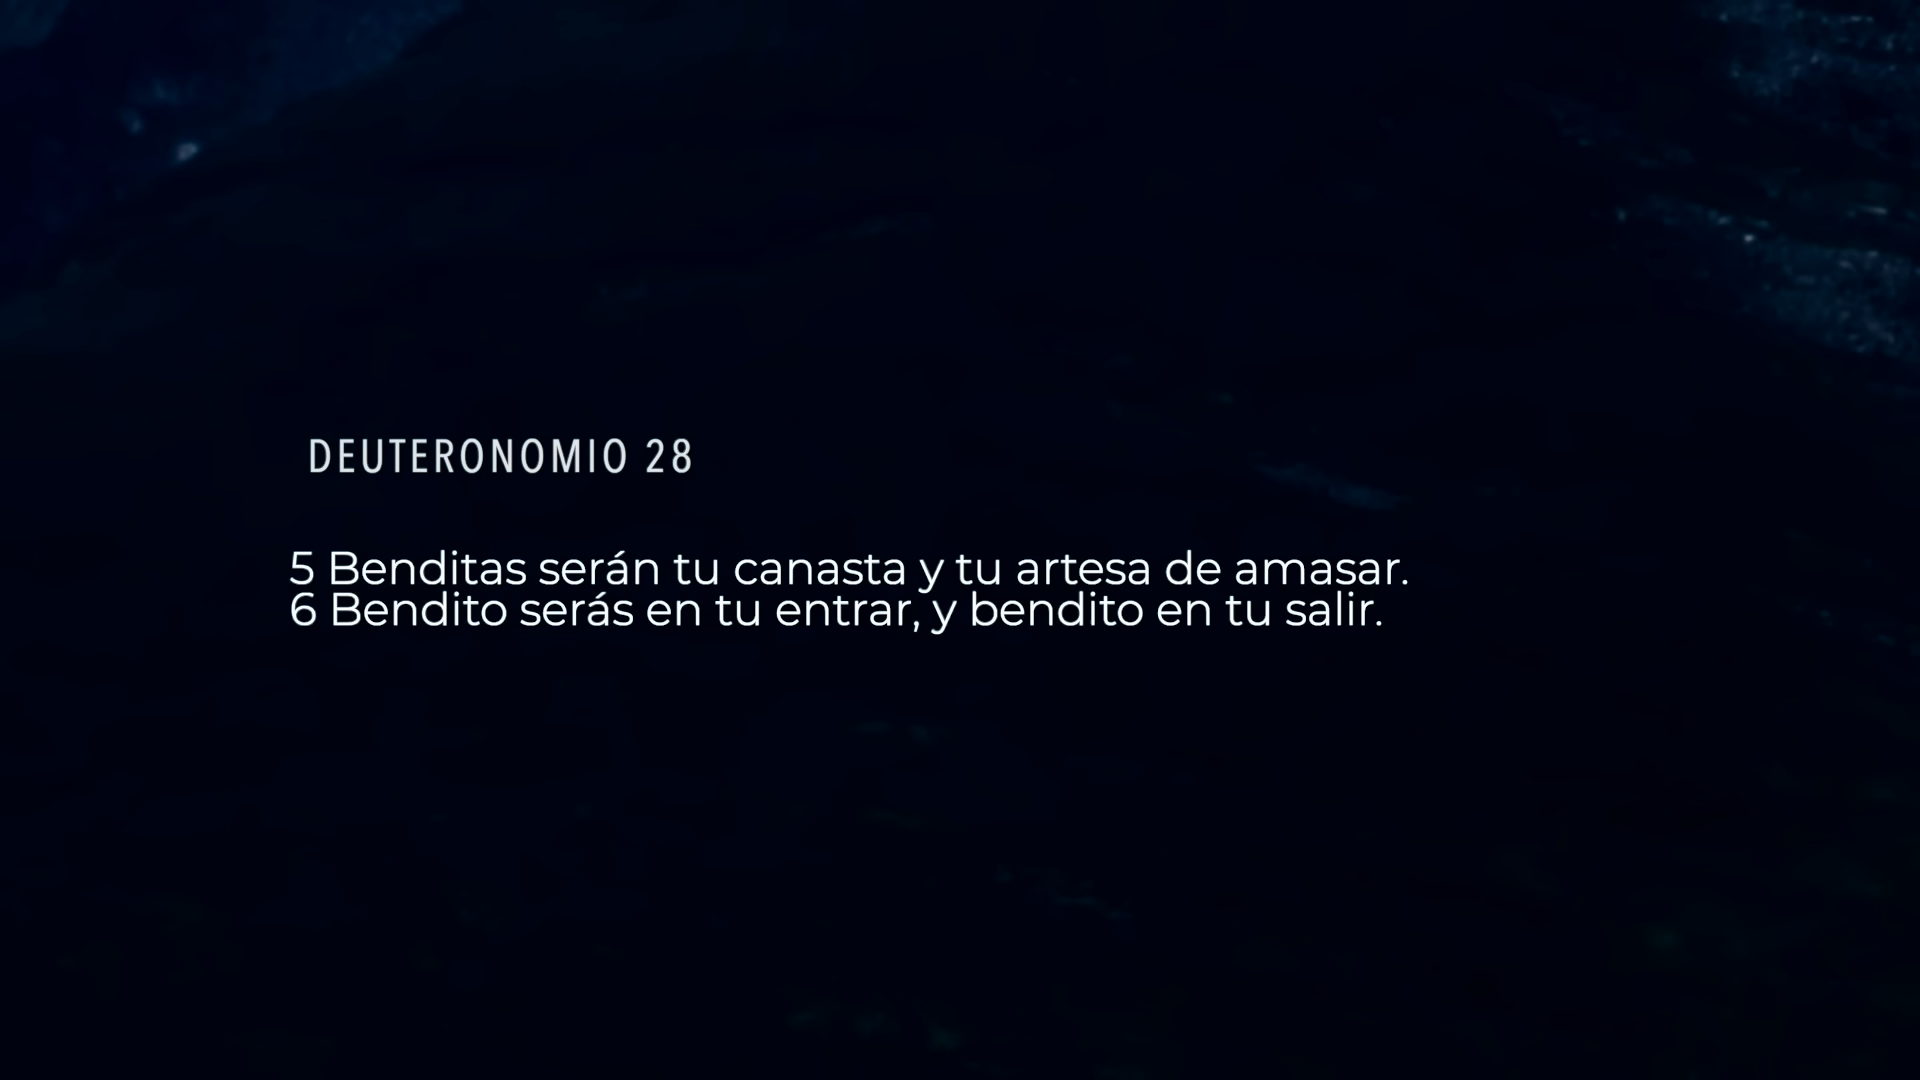 DEUTERONOMIO 28
5 Benditas serán tu canasta y tu artesa de amasar.
6 Bendito serás en tu entrar, y bendito en tu salir.